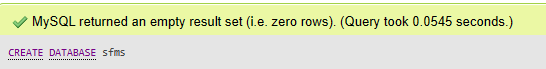 MySQL returned an empty result set (i.e. zero rows). (Query took 0.0545 seconds.)
CREATE DATABASE sfms